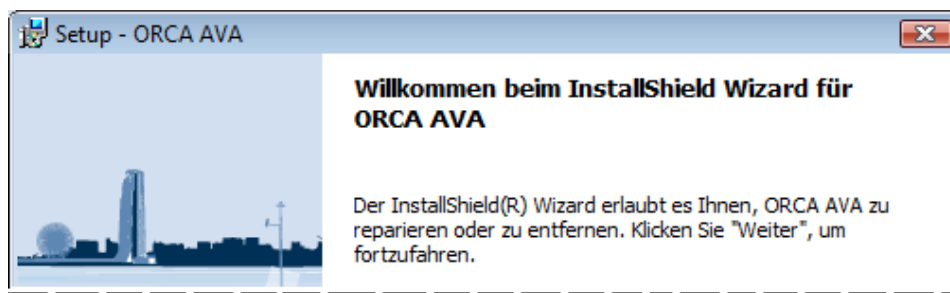 Setup - ORCA AVA
Willkommen beim InstallShield Wizard für
ORCA AVA
Der InstallShield(R) Wizard erlaubt es Ihnen, ORCA AVA zu
reparieren oder zu entfernen. Klicken Sie "Weiter", um
fortzufahren.